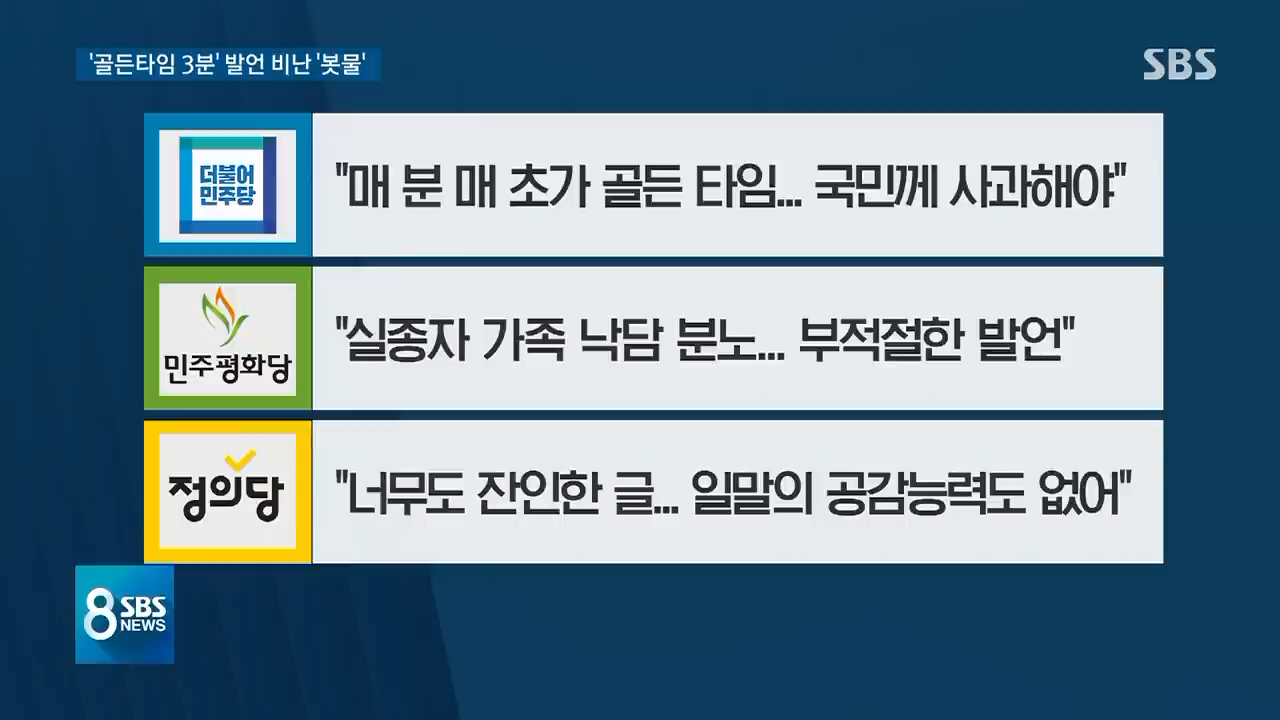 '골든타임 3분' 발언 비난 '봇물'
SBS
더불어
민주당
"매 분 매 초가 골든 타임... 국민께 사과해야"
민주평화당
"실종자 가족 낙담 분노... 부적절한 발언"
정의당
"너무도 잔인한 글... 일말의 공감능력도 없어"
8 SBS
NEWS